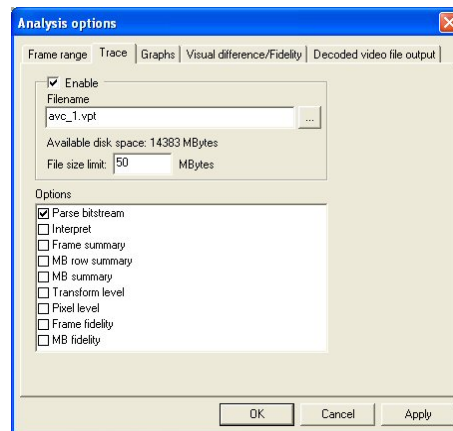 Analysis options
Frame range Trace Graphs Visual difference/Fidelity Decoded video file output
Enable
Filename
avc_1.vpt
...
Available disk space: 14383 MBytes
File size limit: 50 MBytes
Options
Parse bitstream
Interpret
Frame summary
MB row summary
MB summary
Transform level
Pixel level
Frame fidelity
MB fidelity
OK Cancel Apply